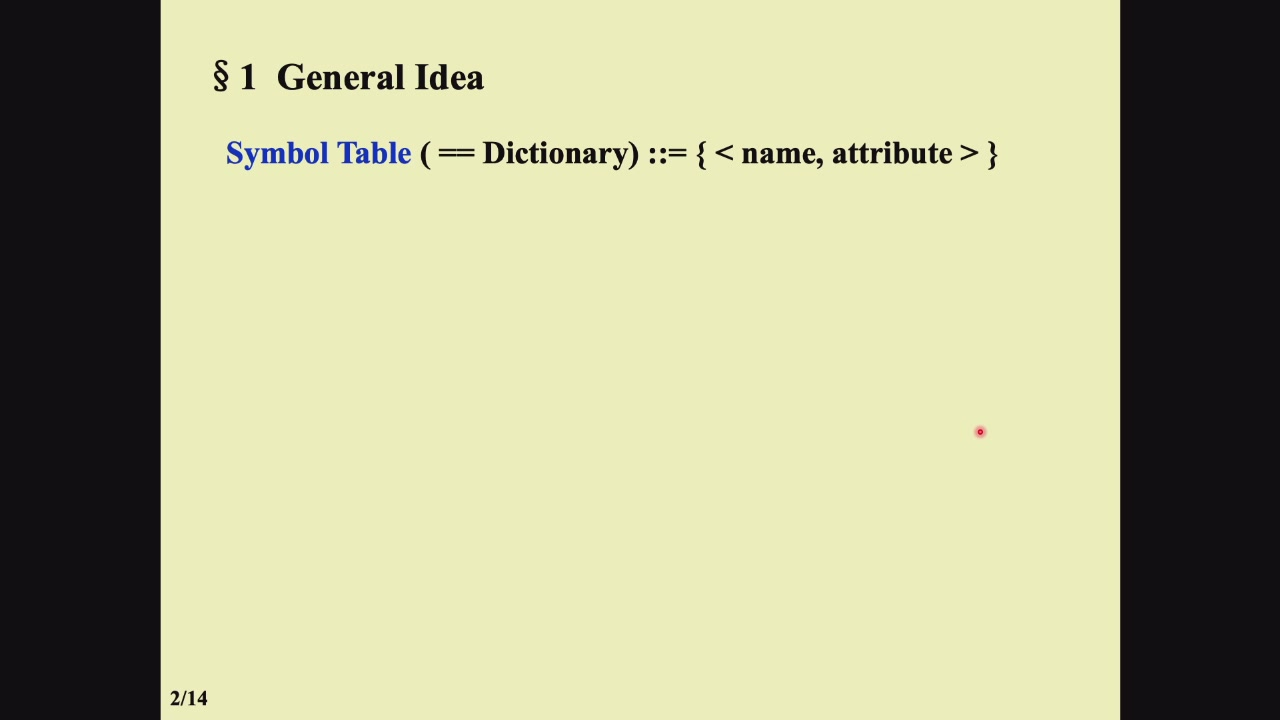 § 1 General Idea
Symbol Table ( == Dictionary) ::= { < name, attribute > }
2/14